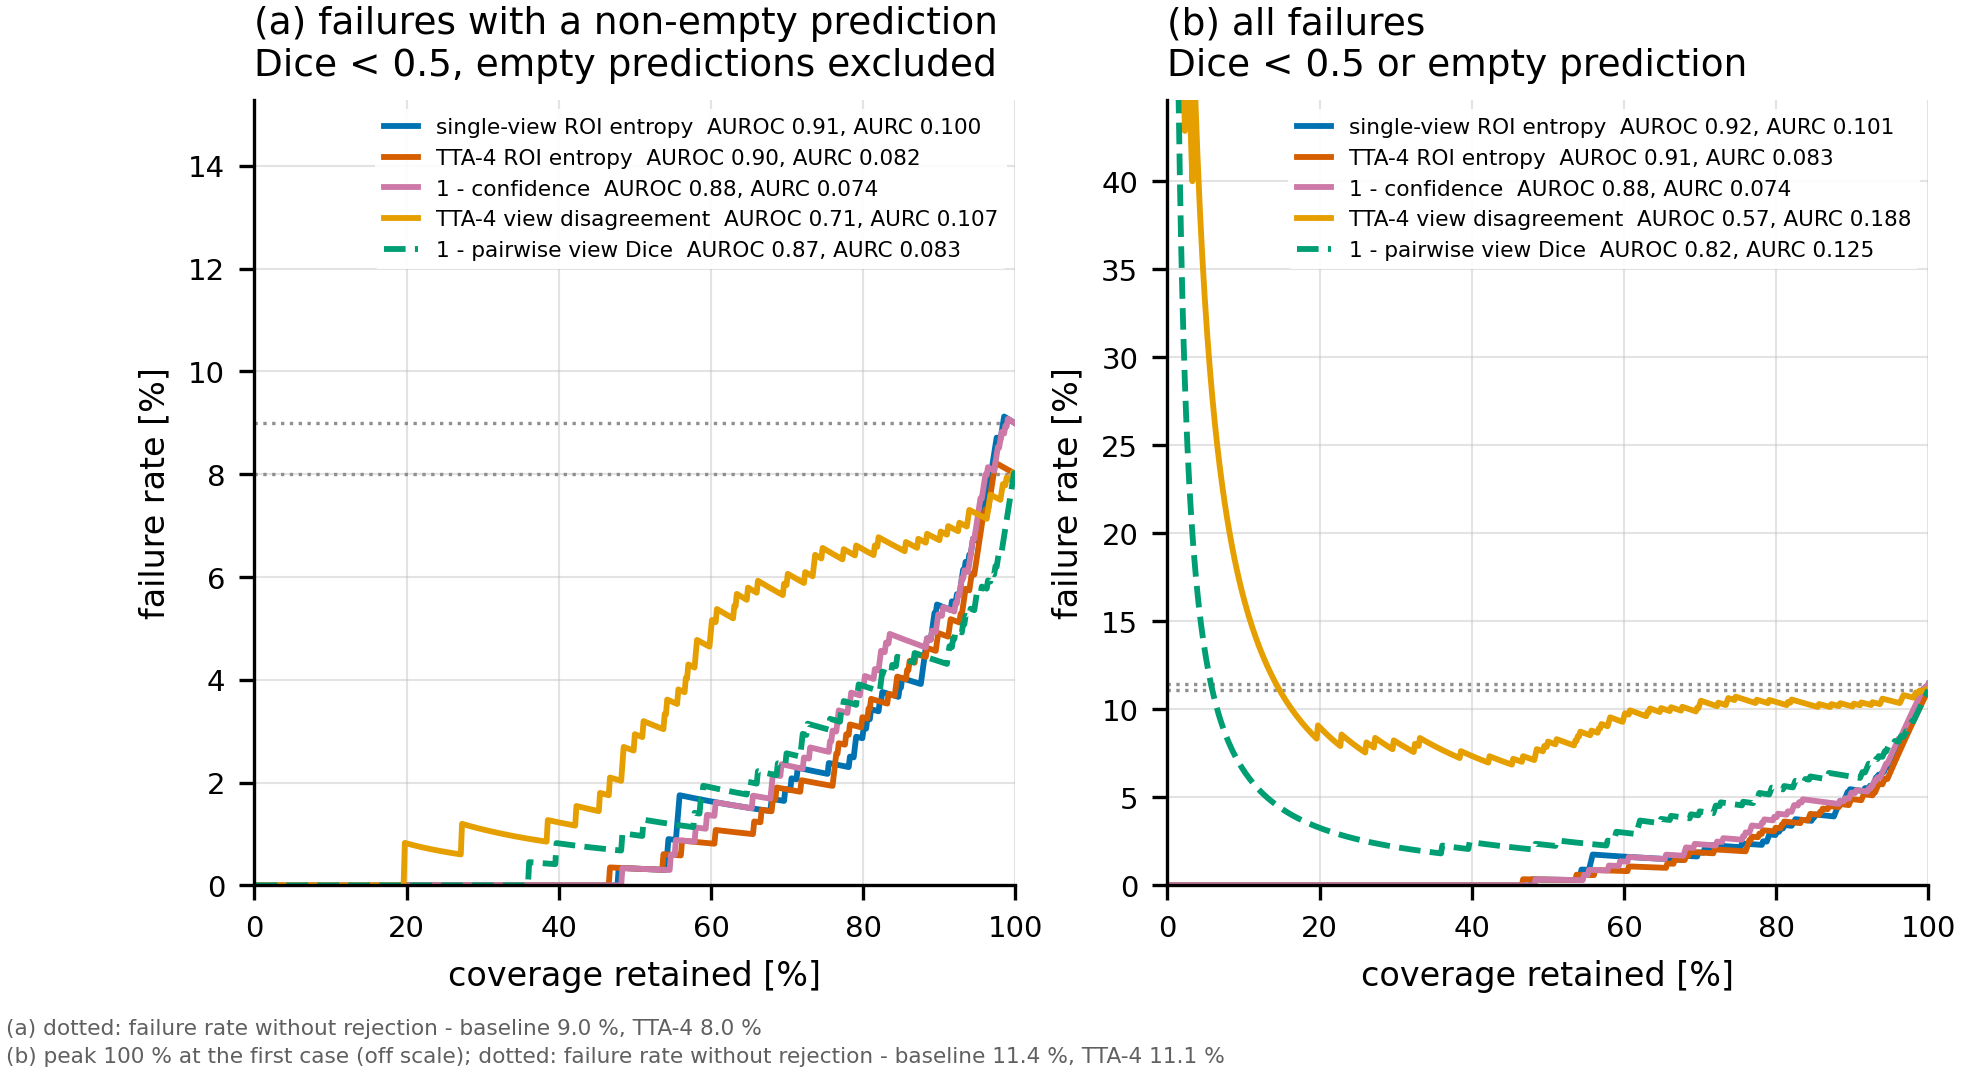 (a) failures with a non-empty prediction
Dice < 0.5, empty predictions excluded
single-view ROI entropy  AUROC 0.91, AURC 0.100
TTA-4 ROI entropy  AUROC 0.90, AURC 0.082
1 - confidence  AUROC 0.88, AURC 0.074
TTA-4 view disagreement  AUROC 0.71, AURC 0.107
1 - pairwise view Dice  AUROC 0.87, AURC 0.083
14
12
10
8
6
4
2
0
failure rate [%]
0 20 40 60 80 100
coverage retained [%]
(b) all failures
Dice < 0.5 or empty prediction
single-view ROI entropy  AUROC 0.92, AURC 0.101
TTA-4 ROI entropy  AUROC 0.91, AURC 0.083
1 - confidence  AUROC 0.88, AURC 0.074
TTA-4 view disagreement  AUROC 0.57, AURC 0.188
1 - pairwise view Dice  AUROC 0.82, AURC 0.125
40
35
30
25
20
15
10
5
0
failure rate [%]
0 20 40 60 80 100
coverage retained [%]
(a) dotted: failure rate without rejection - baseline 9.0 %, TTA-4 8.0 %
(b) peak 100 % at the first case (off scale); dotted: failure rate without rejection - baseline 11.4 %, TTA-4 11.1 %